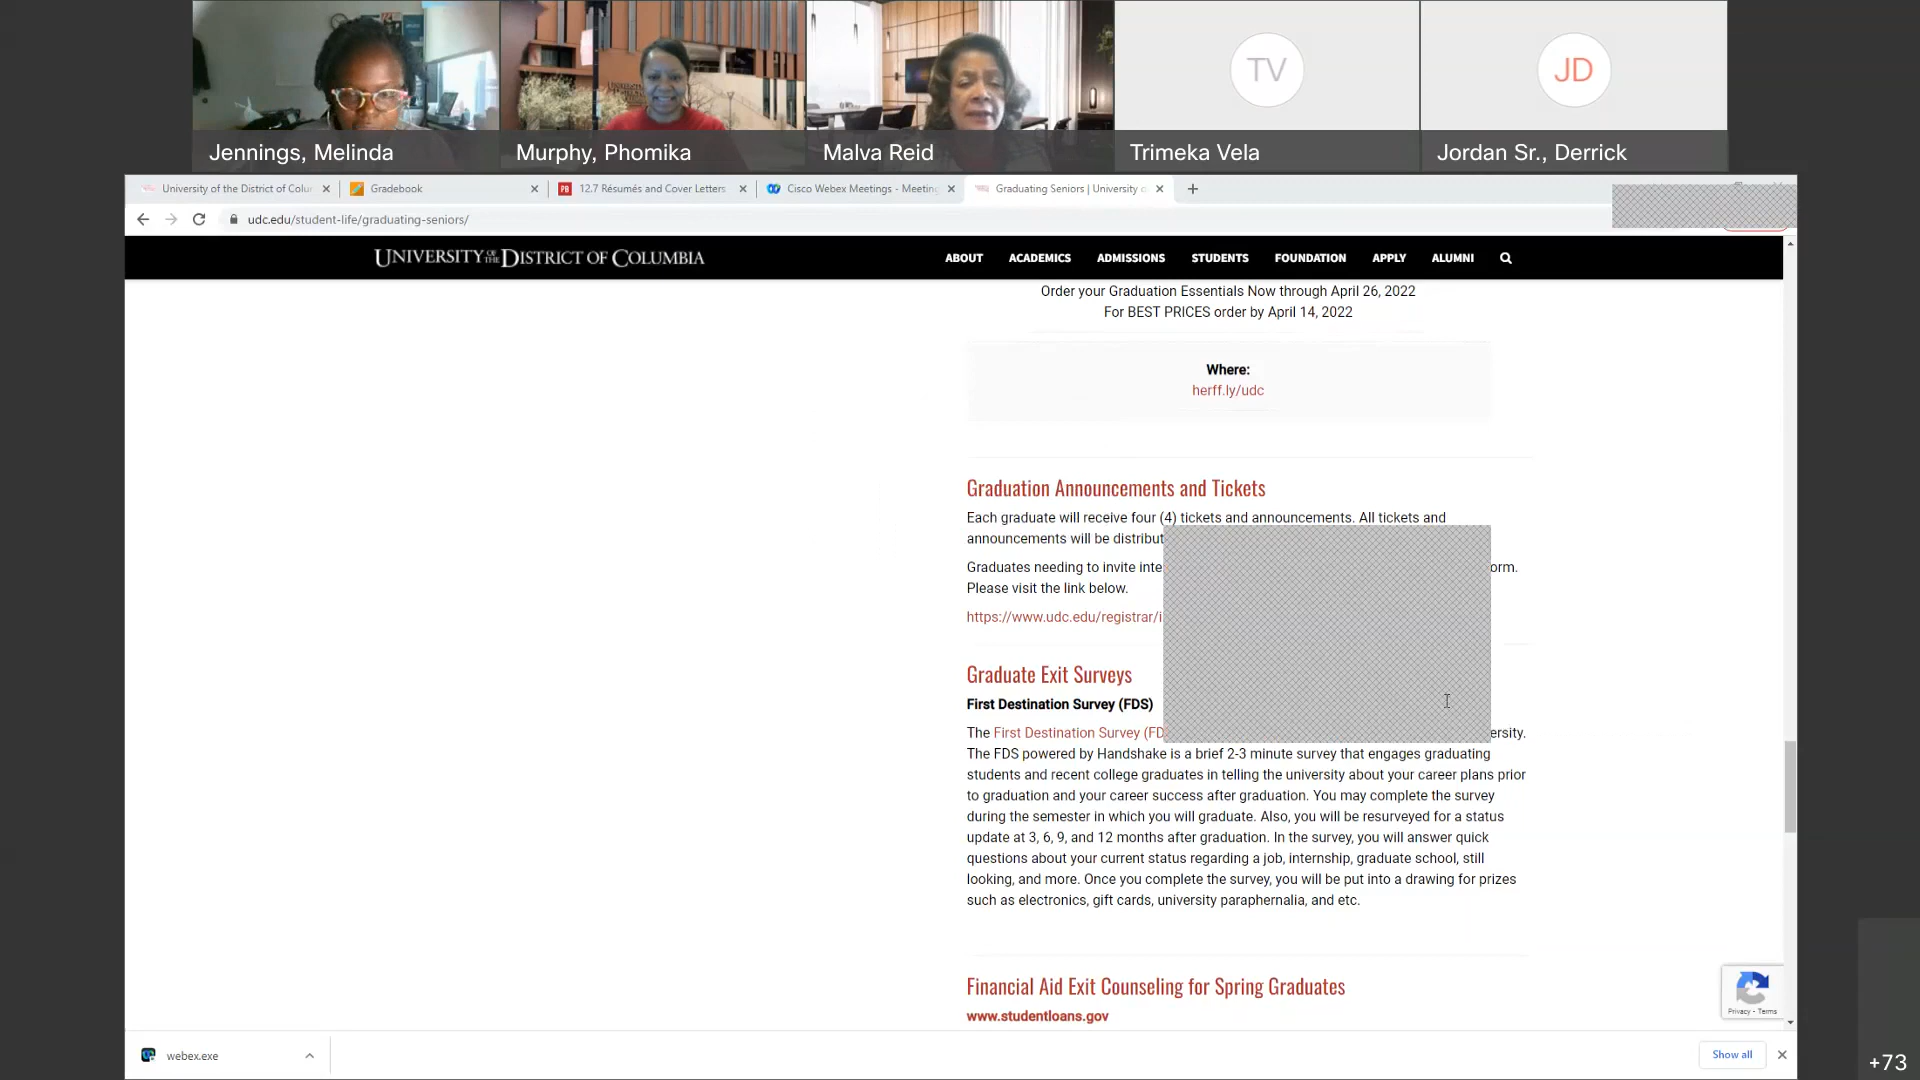 TV
JD
Jennings, Melinda
Murphy, Phomika
Malva Reid
Trimeka Vela
Jordan Sr., Derrick
University of the District of Colu
Gradebook
12.7 Résumés and Cover Letters
Cisco Webex Meetings - Meeting
Graduating Seniors | University o
udc.edu/student-life/graduating-seniors/
UNIVERSITY OF THE DISTRICT OF COLUMBIA
ABOUT
ACADEMICS
ADMISSIONS
STUDENTS
FOUNDATION
APPLY
ALUMNI
Order your Graduation Essentials Now through April 26, 2022
For BEST PRICES order by April 14, 2022
Where:
herff.ly/udc
Graduation Announcements and Tickets
Each graduate will receive four (4) tickets and announcements. All tickets and
announcements will be distribut
Graduates needing to invite inte orm.
Please visit the link below.
https://www.udc.edu/registrar/i
Graduate Exit Surveys
First Destination Survey (FDS)
The First Destination Survey (FD ersity.
The FDS powered by Handshake is a brief 2-3 minute survey that engages graduating
students and recent college graduates in telling the university about your career plans prior
to graduation and your career success after graduation. You may complete the survey
during the semester in which you will graduate. Also, you will be resurveyed for a status
update at 3, 6, 9, and 12 months after graduation. In the survey, you will answer quick
questions about your current status regarding a job, internship, graduate school, still
looking, and more. Once you complete the survey, you will be put into a drawing for prizes
such as electronics, gift cards, university paraphernalia, and etc.
Financial Aid Exit Counseling for Spring Graduates
www.studentloans.gov
Privacy - Terms
webex.exe
Show all
+73